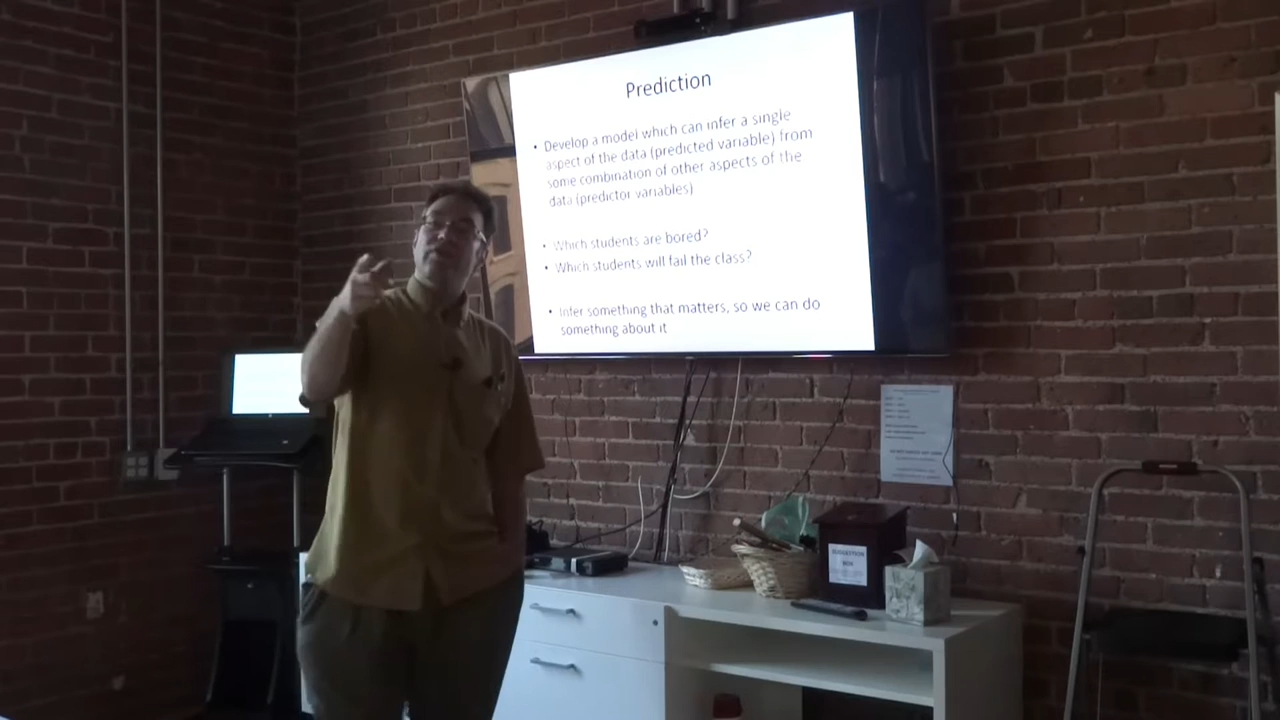 Prediction
• Develop a model which can infer a single
aspect of the data (predicted variable) from
some combination of other aspects of the
data (predictor variables)
• Which students are bored?
• Which students will fail the class?
• Infer something that matters, so we can do
something about it
SUGGESTION
BOX